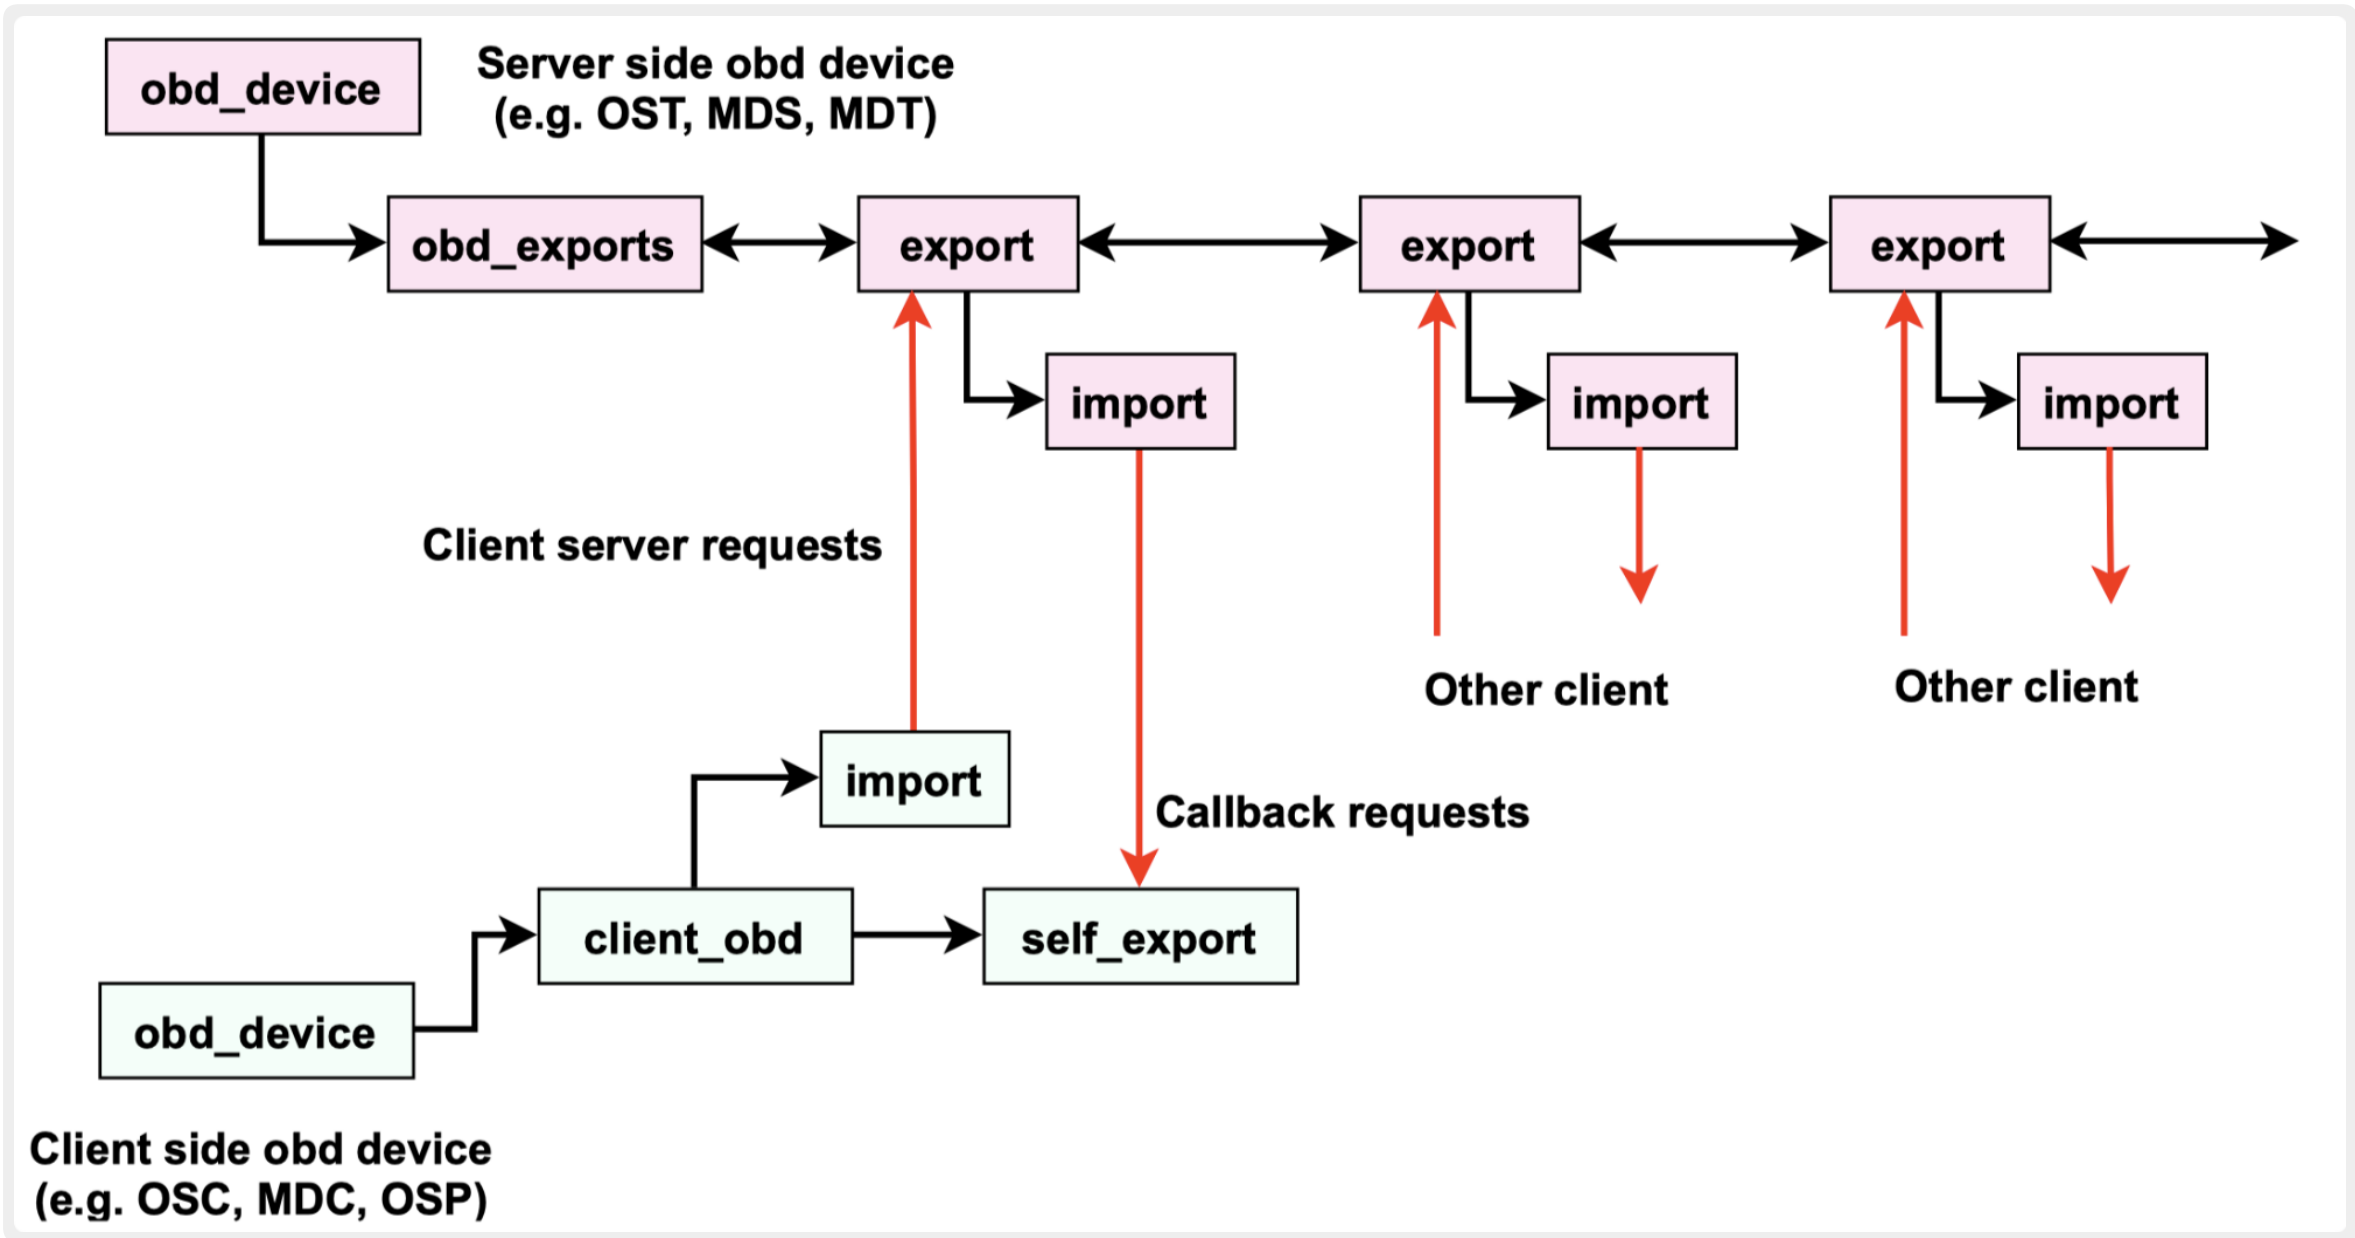 obd_device
Server side obd device
(e.g. OST, MDS, MDT)
obd_exports
export
export
export
import
import
import
Client server requests
Other client
Other client
import
Callback requests
client_obd
self_export
obd_device
Client side obd device
(e.g. OSC, MDC, OSP)